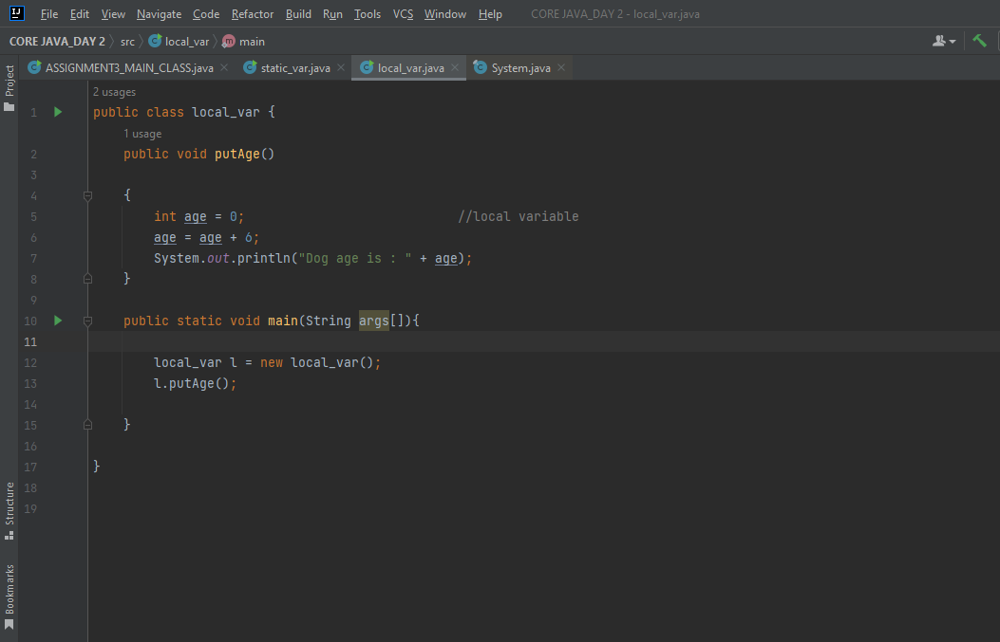 IJ File Edit View Navigate Code Refactor Build Run Tools VCS Window Help CORE JAVA_DAY 2 - local_var.java
CORE JAVA_DAY 2 src local_var m main
C ASSIGNMENT3_MAIN_CLASS.java C static_var.java C local_var.java C System.java
Project
2 usages
1 public class local_var {
1 usage
2 public void putAge()
3
4 {
5 int age = 0; //local variable
6 age = age + 6;
7 System.out.println("Dog age is : " + age);
8 }
9
10 public static void main(String args[]){
11
12 local_var l = new local_var();
13 l.putAge();
14
15 }
16
17 }
18
19
Structure
Bookmarks